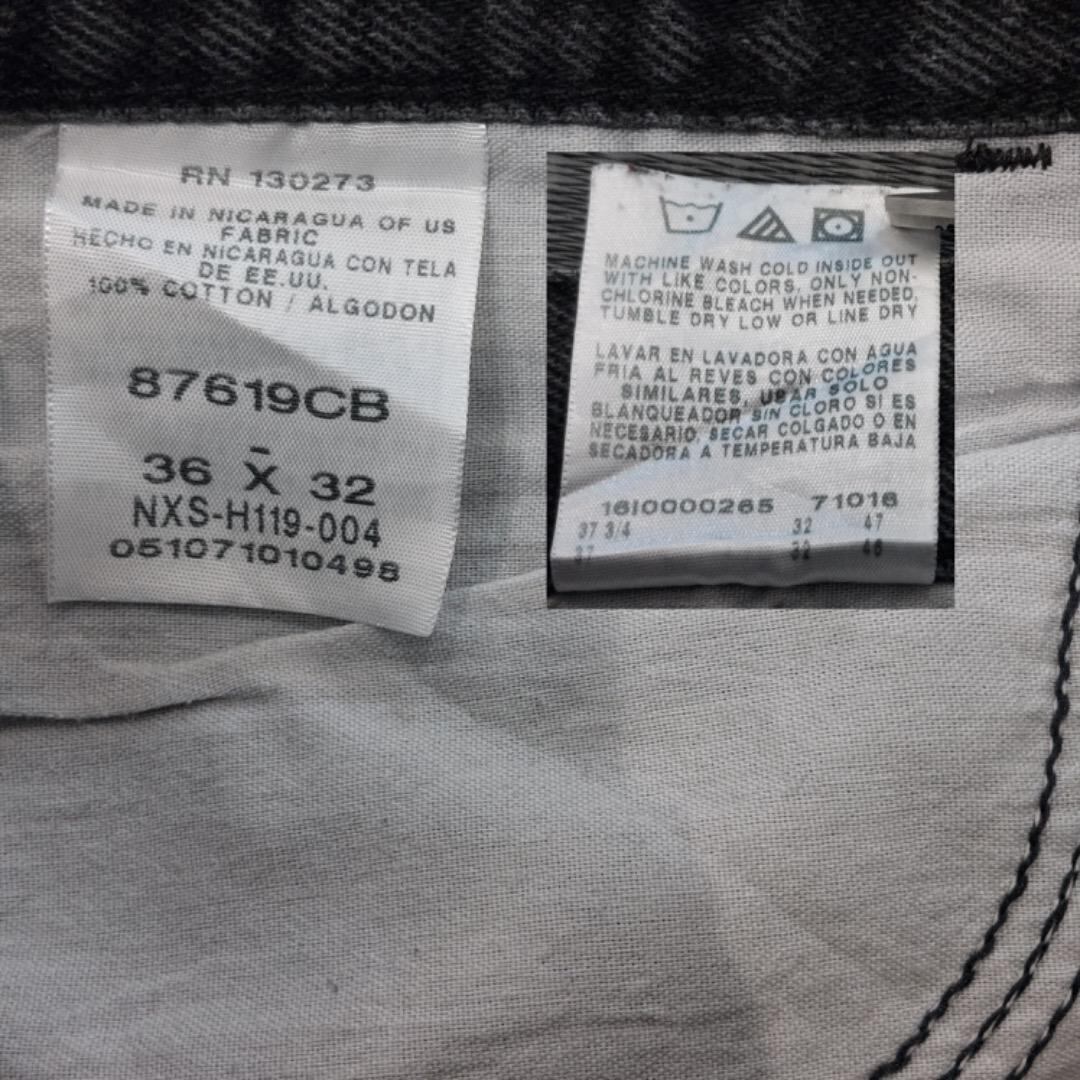 RN 130273
MADE IN NICARAGUA OF US
FABRIC
HECHO EN NICARAGUA CON TELA
DE EE.UU.
100% COTTON / ALGODON
87619CB
-
36 X 32
NXS-H119-004
051071010498
MACHINE WASH COLD INSIDE OUT
WITH LIKE COLORS, ONLY NON-
CHLORINE BLEACH WHEN NEEDED,
TUMBLE DRY LOW OR LINE DRY
LAVAR EN LAVADORA CON AGUA
FRIA AL REVES CON COLORES
SIMILARES, USAR SOLO
BLANQUEADOR SIN CLORO SI ES
NECESARIO, SECAR COLGADO O EN
SECADORA A TEMPERATURA BAJA
16I0000265 71016
37 3/4 32 47
37 32 48